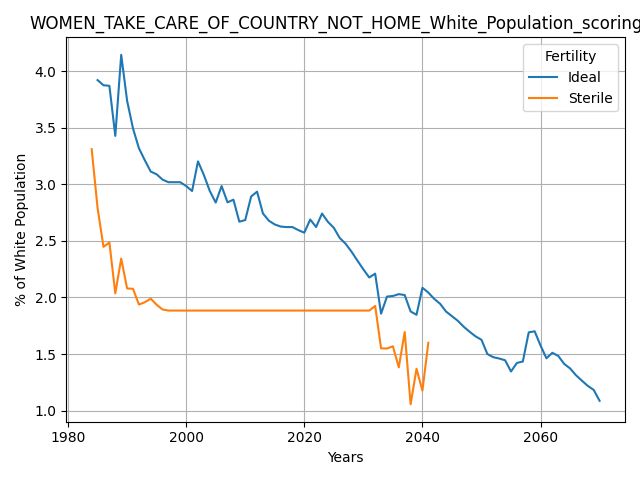 WOMEN_TAKE_CARE_OF_COUNTRY_NOT_HOME_White_Population_scoring
Fertility
Ideal
Sterile
% of White Population
4.0
3.5
3.0
2.5
2.0
1.5
1.0
1980
2000
2020
2040
2060
Years